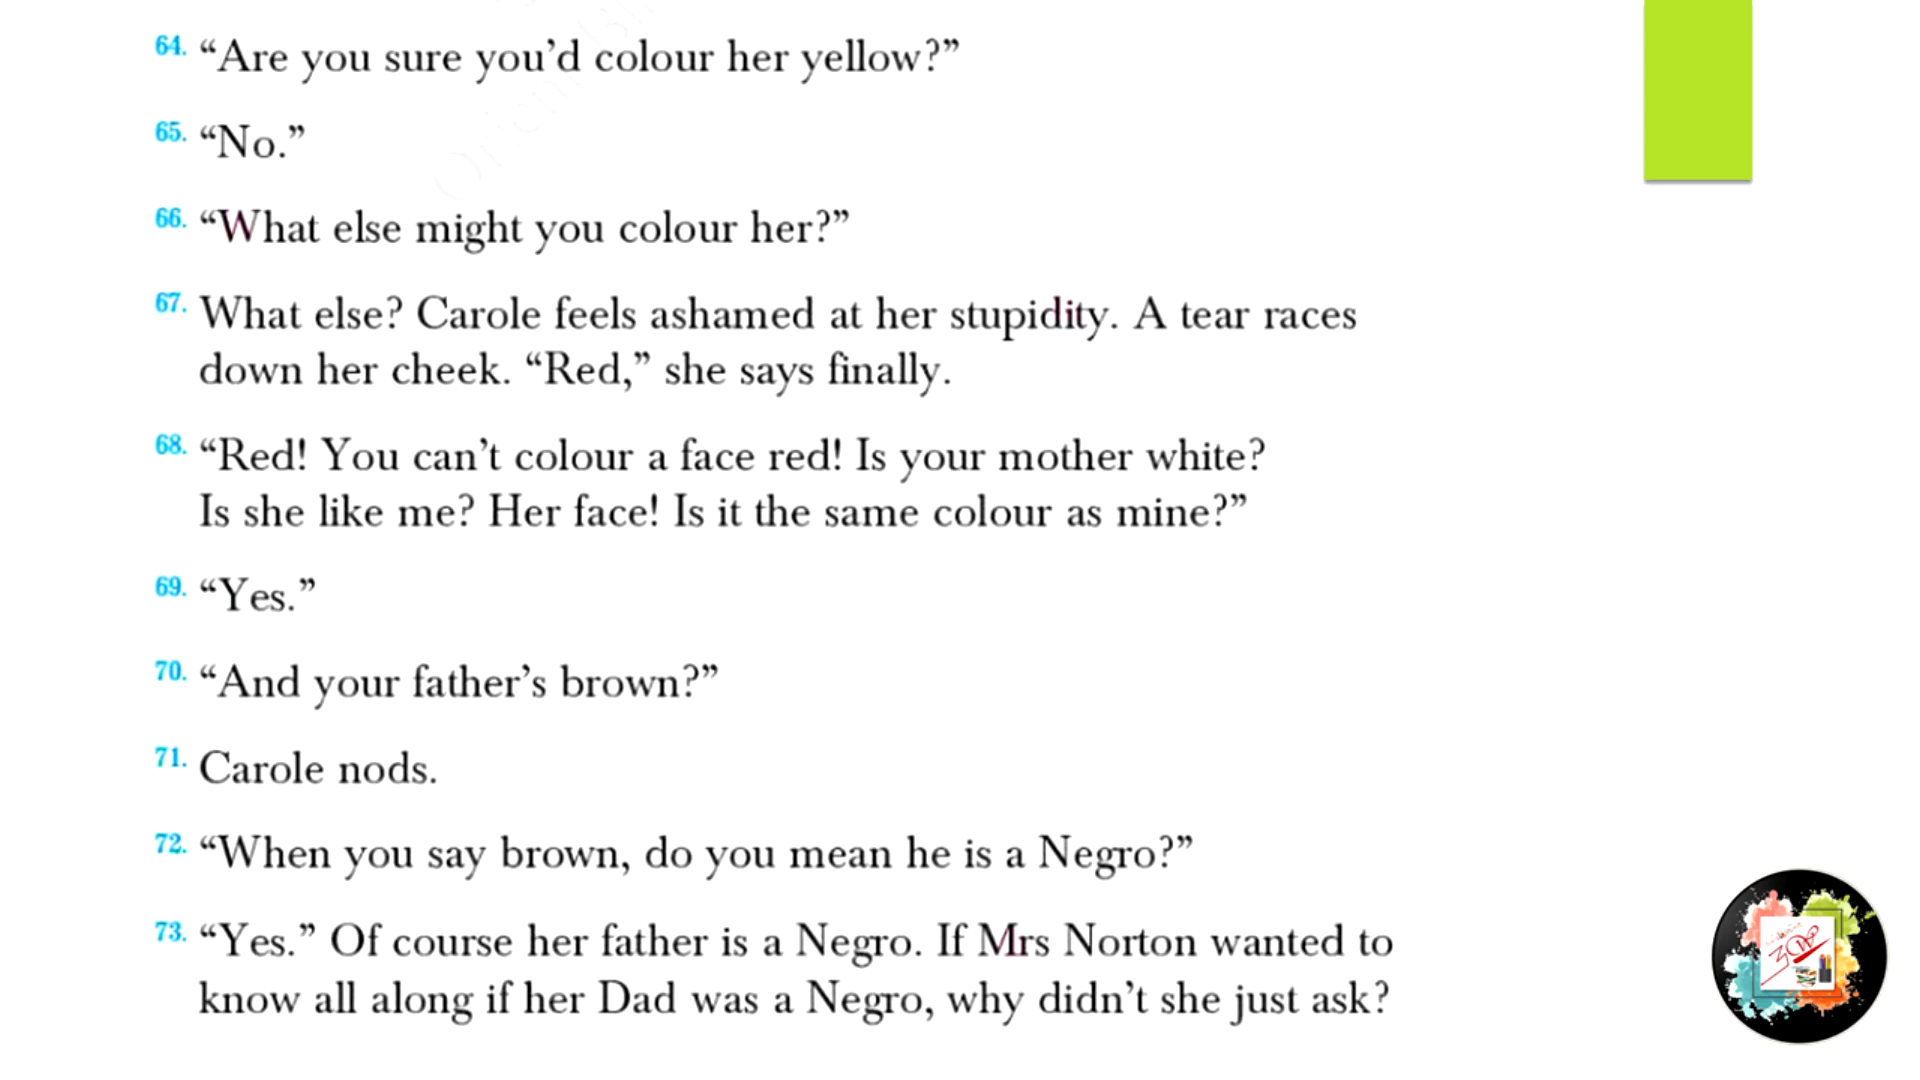 64. “Are you sure you’d colour her yellow?”
65. “No.”
66. “What else might you colour her?”
67. What else? Carole feels ashamed at her stupidity. A tear races
down her cheek. “Red,” she says finally.
68. “Red! You can’t colour a face red! Is your mother white?
Is she like me? Her face! Is it the same colour as mine?”
69. “Yes.”
70. “And your father’s brown?”
71. Carole nods.
72. “When you say brown, do you mean he is a Negro?”
73. “Yes.” Of course her father is a Negro. If Mrs Norton wanted to
know all along if her Dad was a Negro, why didn’t she just ask?